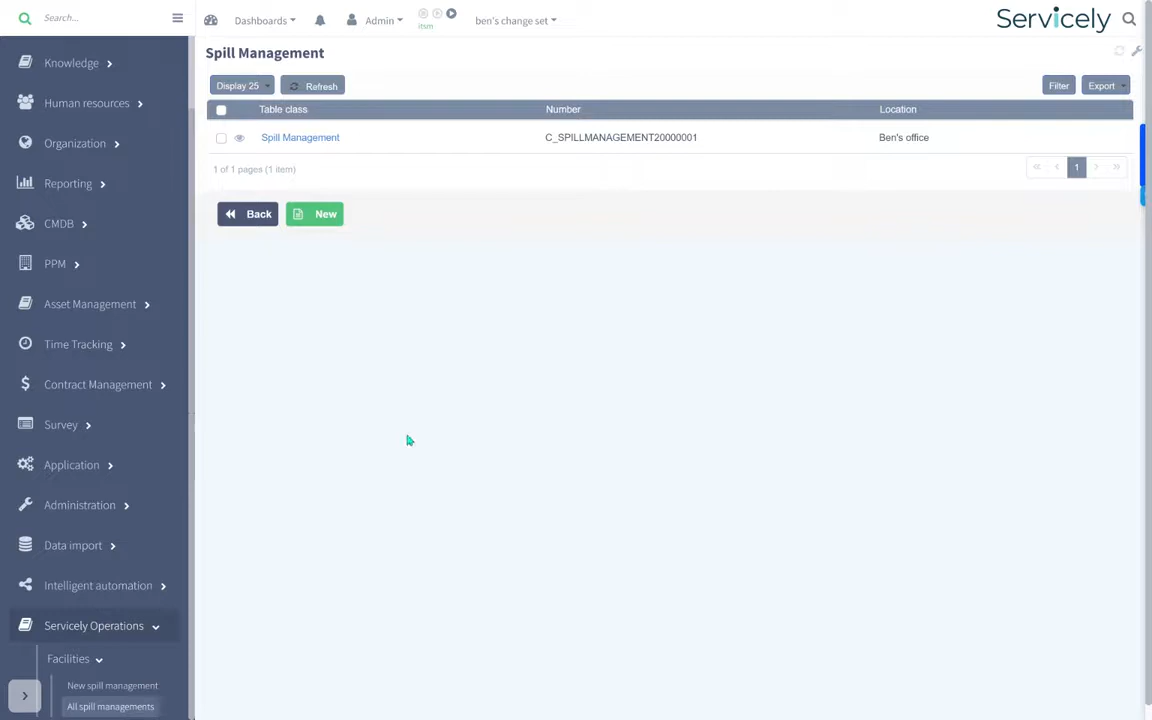 Search...
Dashboards
Admin
itsm
ben's change set
Servicely
Knowledge
Human resources
Organization
Reporting
CMDB
PPM
Asset Management
Time Tracking
Contract Management
Survey
Application
Administration
Data import
Intelligent automation
Servicely Operations
Facilities
New spill management
All spill managements
Spill Management
Display 25 Refresh Filter Export
Table class Number Location
Spill Management C_SPILLMANAGEMENT20000001 Ben's office
1 of 1 pages (1 item) « ‹ 1 › »
Back New